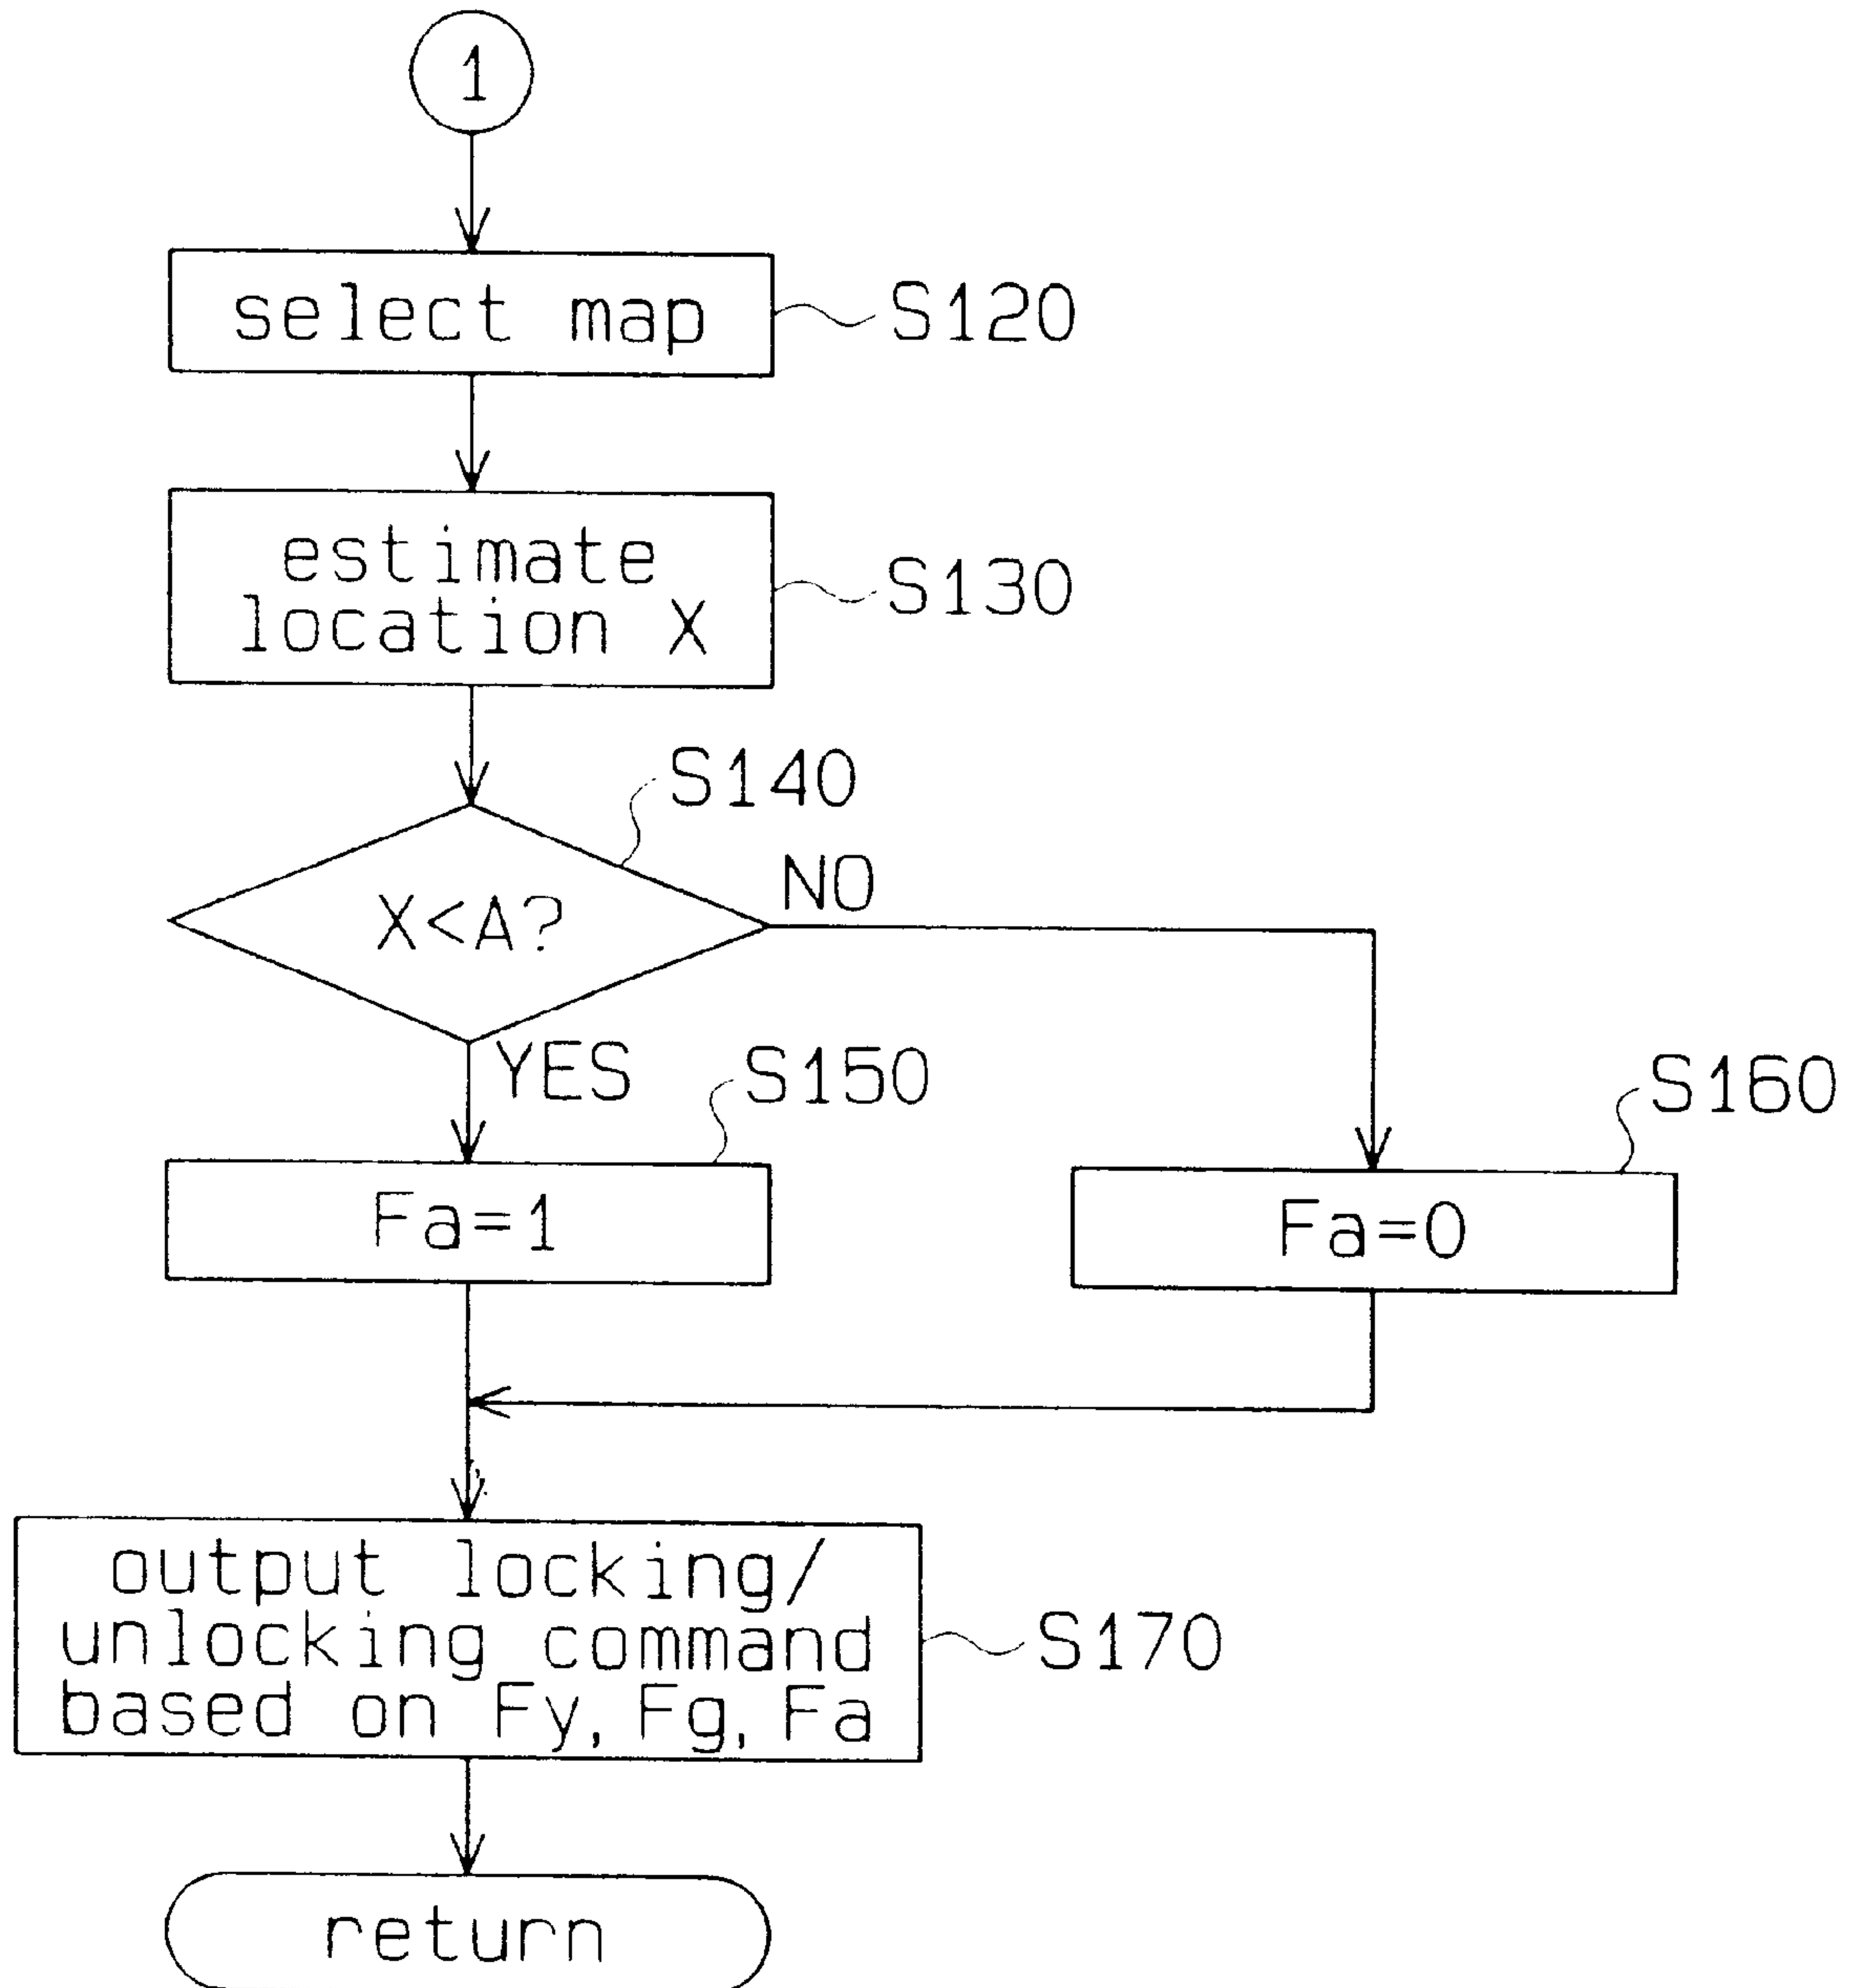 1
select map
S120
estimate
location X
S130
S140
X<A?
NO
YES
S150
Fa=1
S160
Fa=0
output locking/
unlocking command
based on Fy, Fg, Fa
S170
return